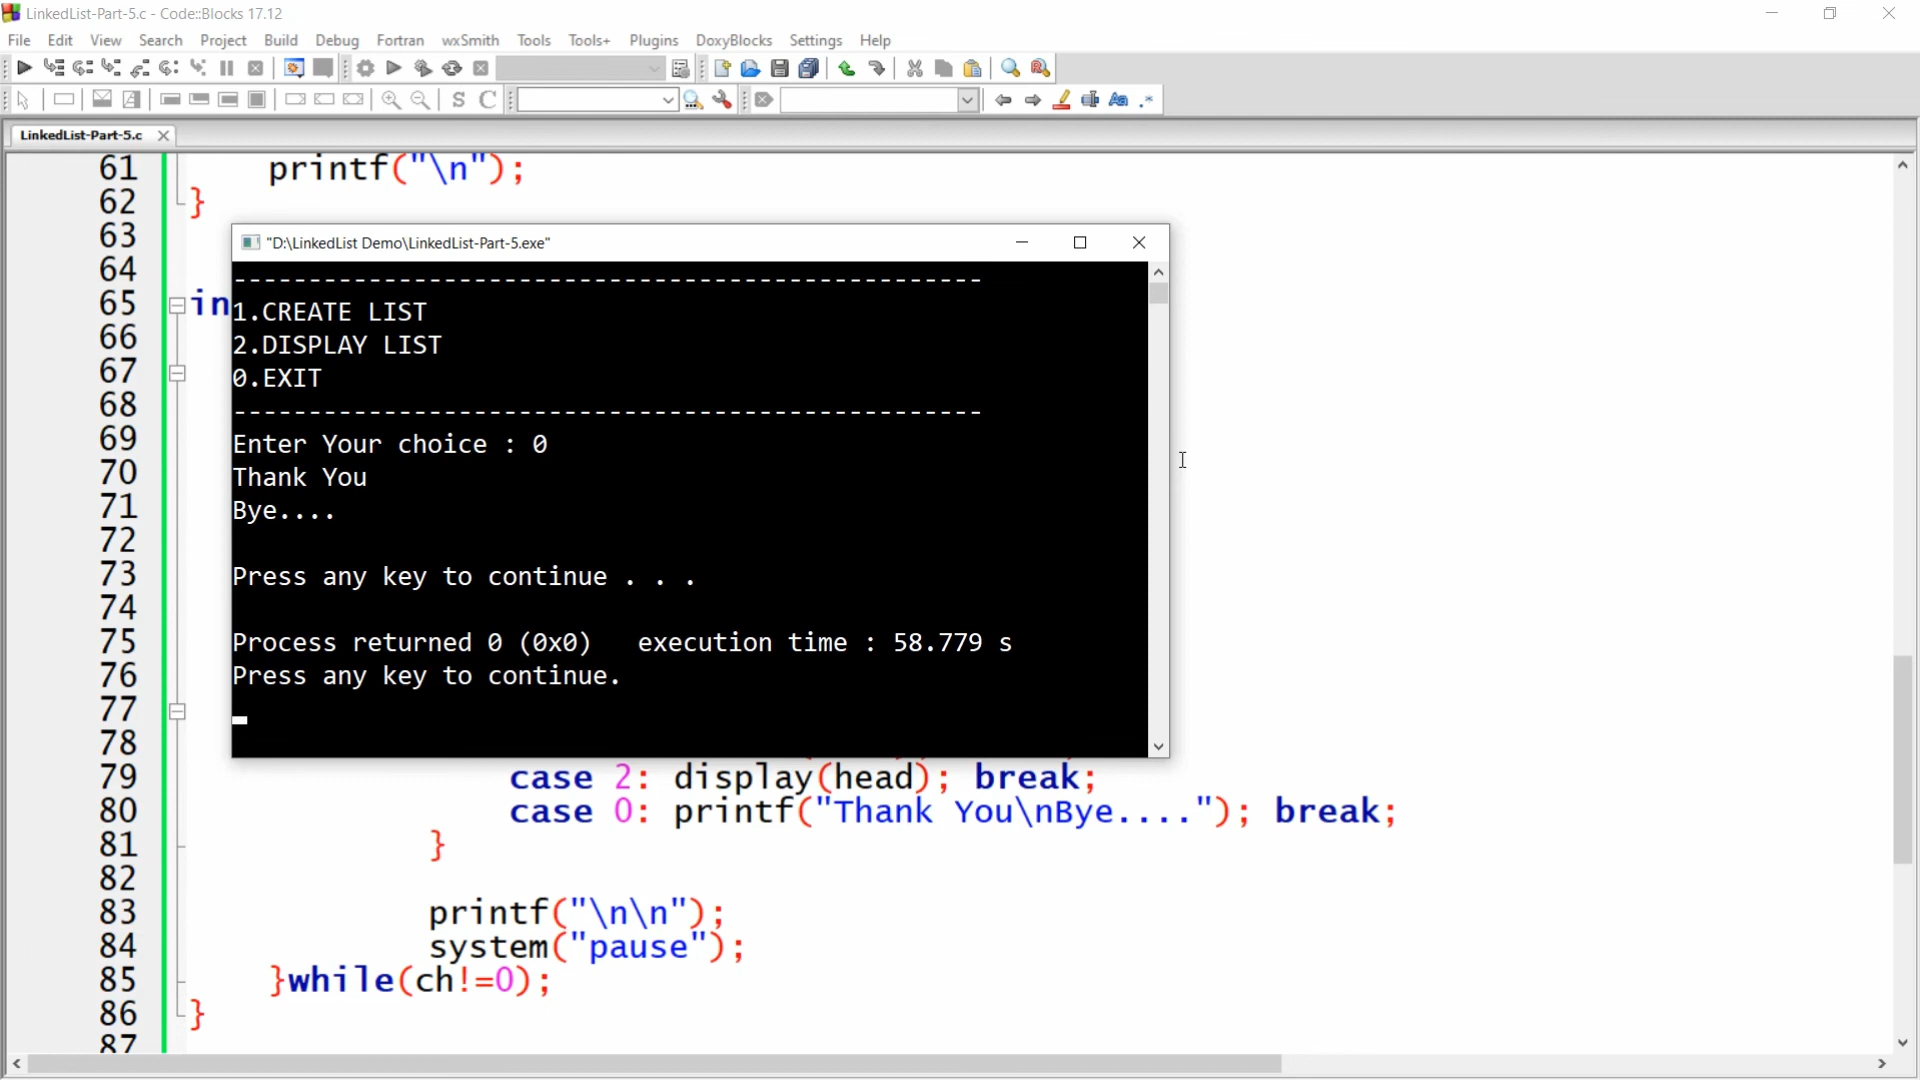 LinkedList-Part-5.c - Code::Blocks 17.12
File Edit View Search Project Build Debug Fortran wxSmith Tools Tools+ Plugins DoxyBlocks Settings Help
LinkedList-Part-5.c
61 printf("\n");
62 }
63
64
65 in
66
67
68
69
70
71
72
73
74
75
76
77
78
"D:\LinkedList Demo\LinkedList-Part-5.exe"
--------------------------------------------------
1.CREATE LIST
2.DISPLAY LIST
0.EXIT
--------------------------------------------------
Enter Your choice : 0
Thank You
Bye....
Press any key to continue . . .
Process returned 0 (0x0)   execution time : 58.779 s
Press any key to continue.
79 case 2: display(head); break;
80 case 0: printf("Thank You\nBye...."); break;
81 }
82
83 printf("\n\n");
84 system("pause");
85 }while(ch!=0);
86 }
87